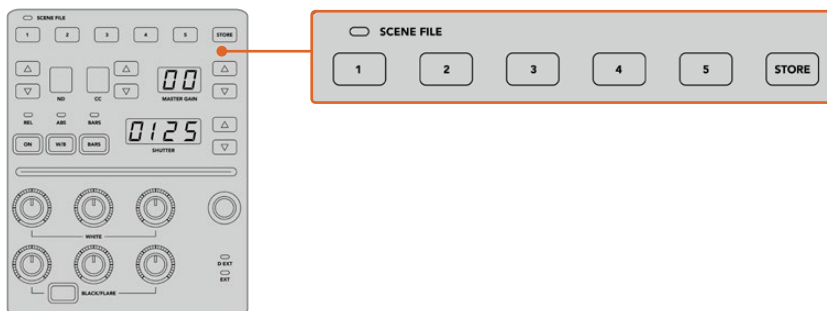 SCENE FILE
1 2 3 4 5 STORE
ND CC MASTER GAIN
00
REL ABS BARS
ON W/B BARS
0125
SHUTTER
WHITE
D-EXT
EXT
BLACK/FLARE
SCENE FILE
1 2 3 4 5 STORE